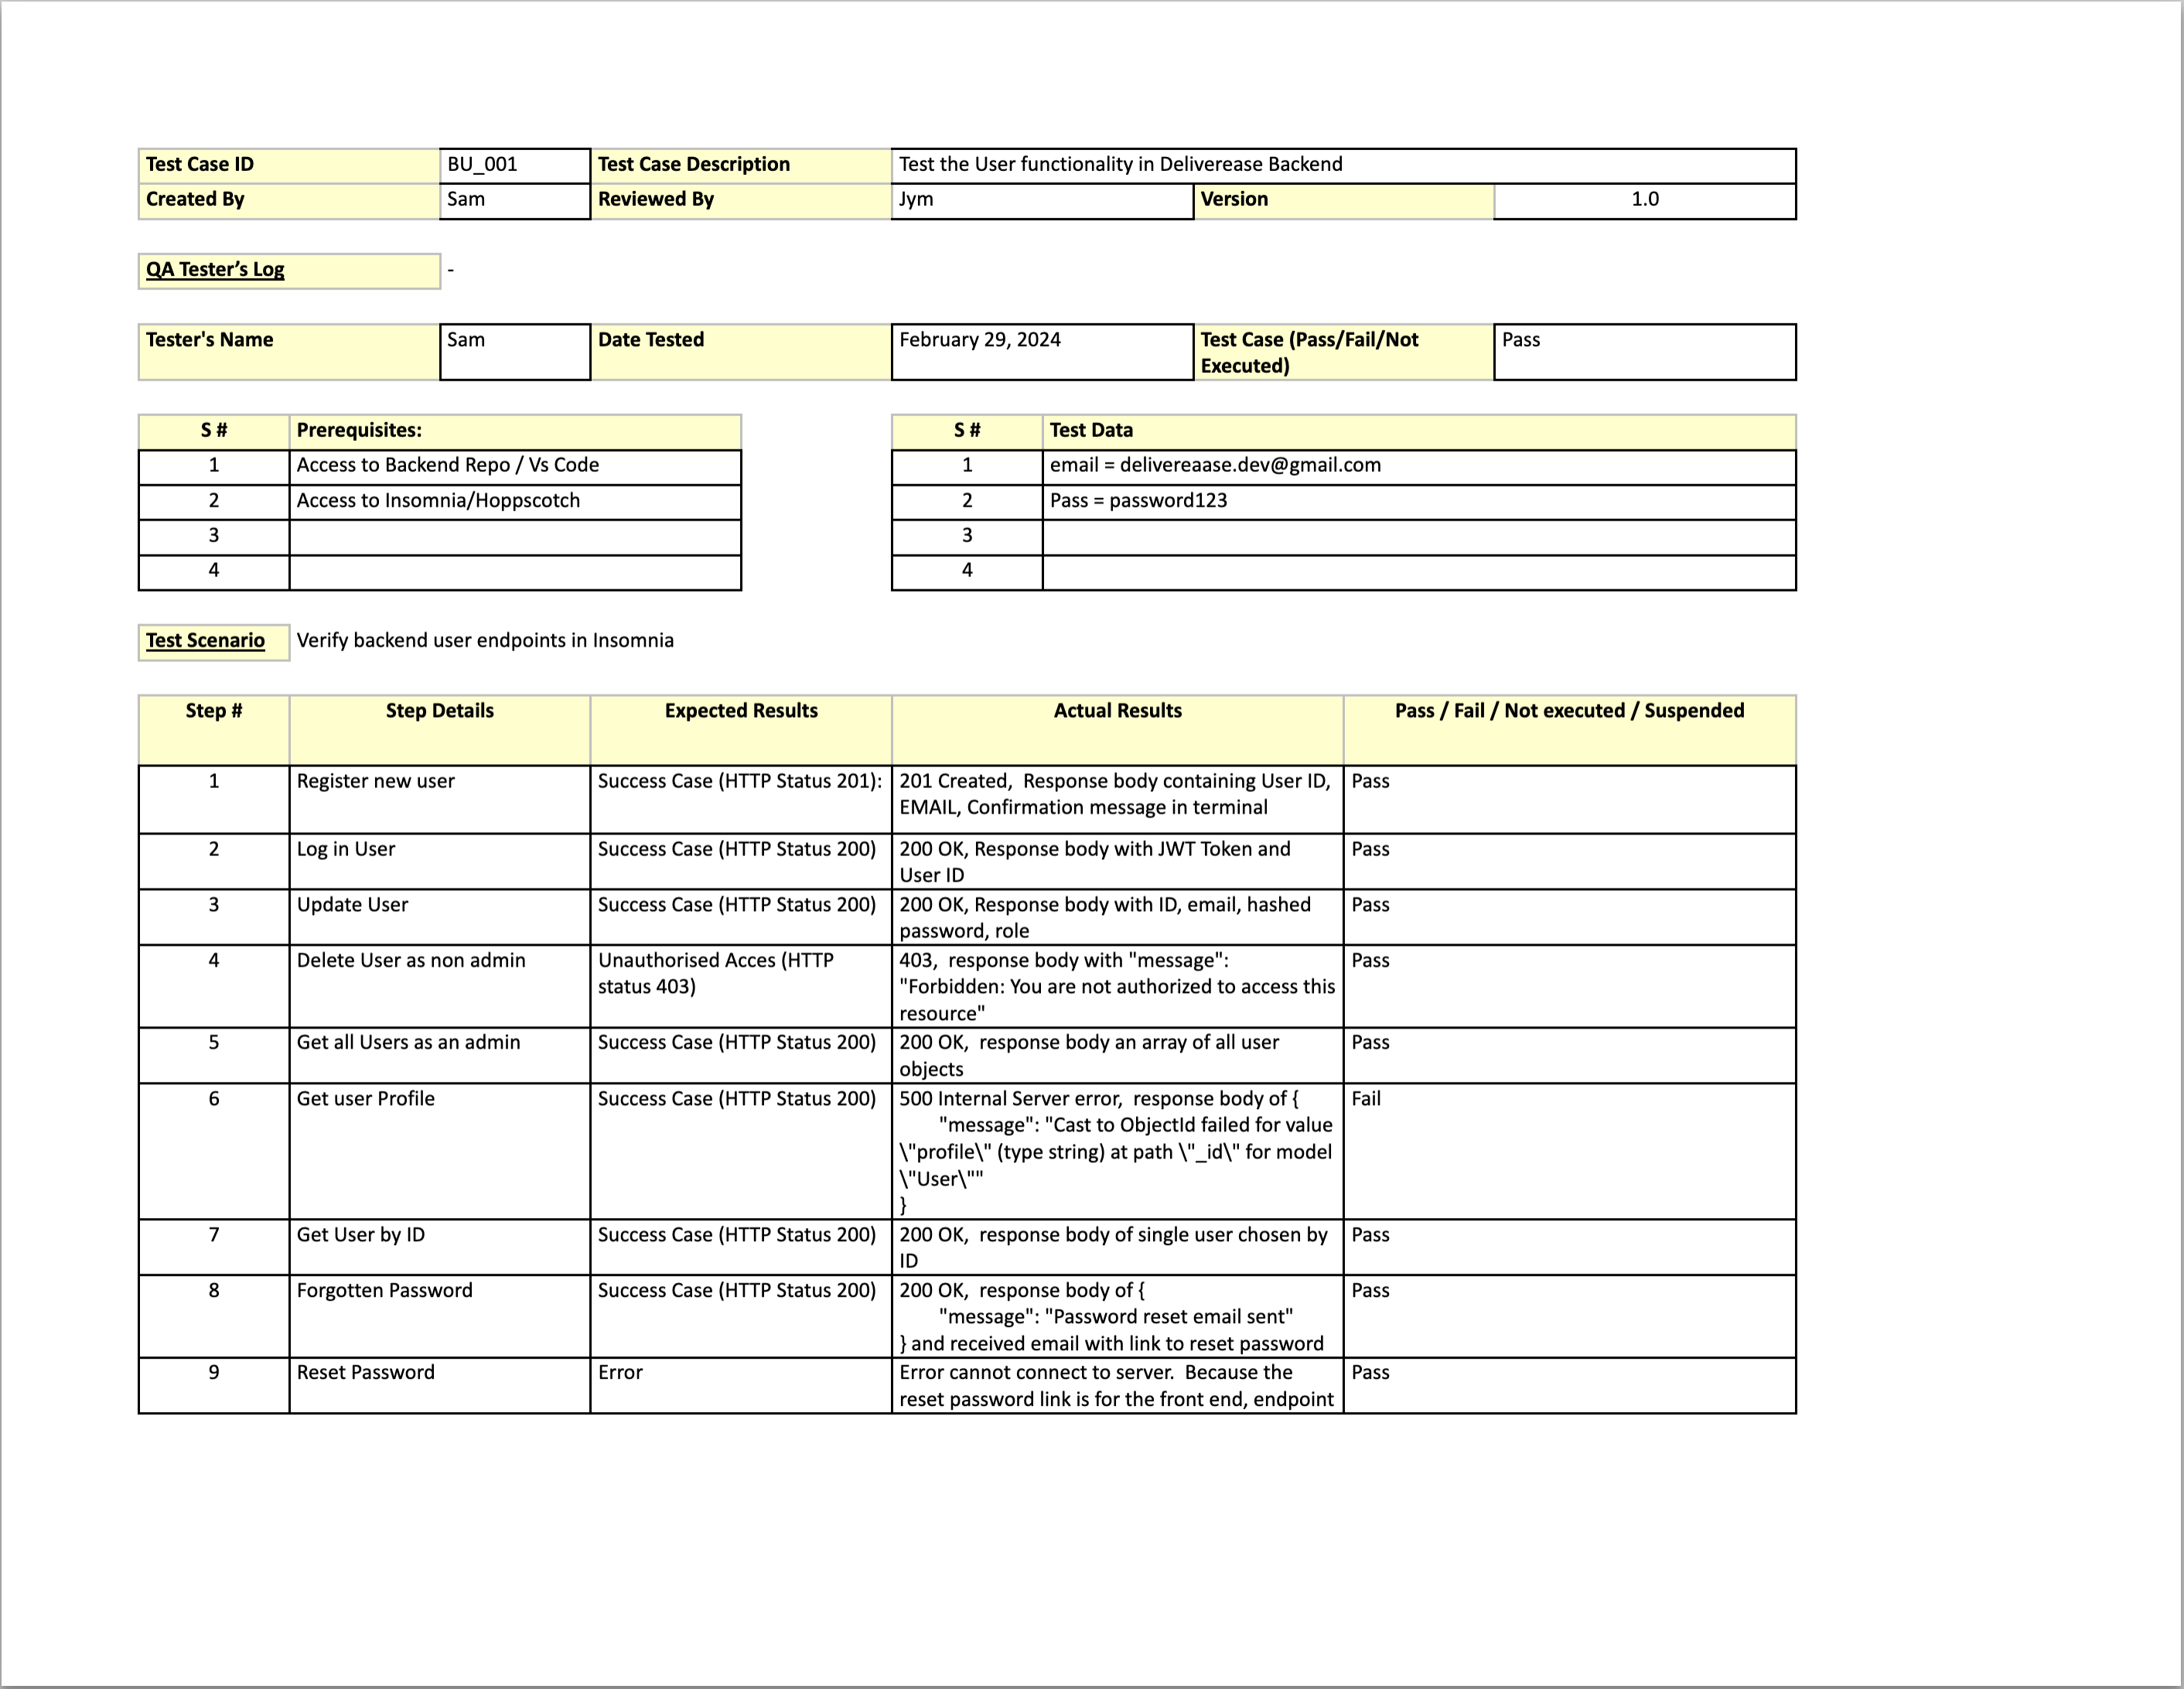 Test Case ID BU_001 Test Case Description Test the User functionality in Deliverease Backend
Created By Sam Reviewed By Jym Version 1.0
QA Tester’s Log -
Tester's Name Sam Date Tested February 29, 2024 Test Case (Pass/Fail/Not Pass
Executed)
S # Prerequisites: S # Test Data
1 Access to Backend Repo / Vs Code 1 email = delivereaase.dev@gmail.com
2 Access to Insomnia/Hoppscotch 2 Pass = password123
3 3
4 4
Test Scenario Verify backend user endpoints in Insomnia
Step # Step Details Expected Results Actual Results Pass / Fail / Not executed / Suspended
1 Register new user Success Case (HTTP Status 201): 201 Created, Response body containing User ID, Pass
EMAIL, Confirmation message in terminal
2 Log in User Success Case (HTTP Status 200) 200 OK, Response body with JWT Token and Pass
User ID
3 Update User Success Case (HTTP Status 200) 200 OK, Response body with ID, email, hashed Pass
password, role
4 Delete User as non admin Unauthorised Acces (HTTP 403, response body with "message": Pass
status 403) "Forbidden: You are not authorized to access this
resource"
5 Get all Users as an admin Success Case (HTTP Status 200) 200 OK, response body an array of all user Pass
objects
6 Get user Profile Success Case (HTTP Status 200) 500 Internal Server error, response body of { Fail
"message": "Cast to ObjectId failed for value
\"profile\" (type string) at path \"_id\" for model
\"User\""
}
7 Get User by ID Success Case (HTTP Status 200) 200 OK, response body of single user chosen by Pass
ID
8 Forgotten Password Success Case (HTTP Status 200) 200 OK, response body of { Pass
"message": "Password reset email sent"
} and received email with link to reset password
9 Reset Password Error Error cannot connect to server. Because the Pass
reset password link is for the front end, endpoint